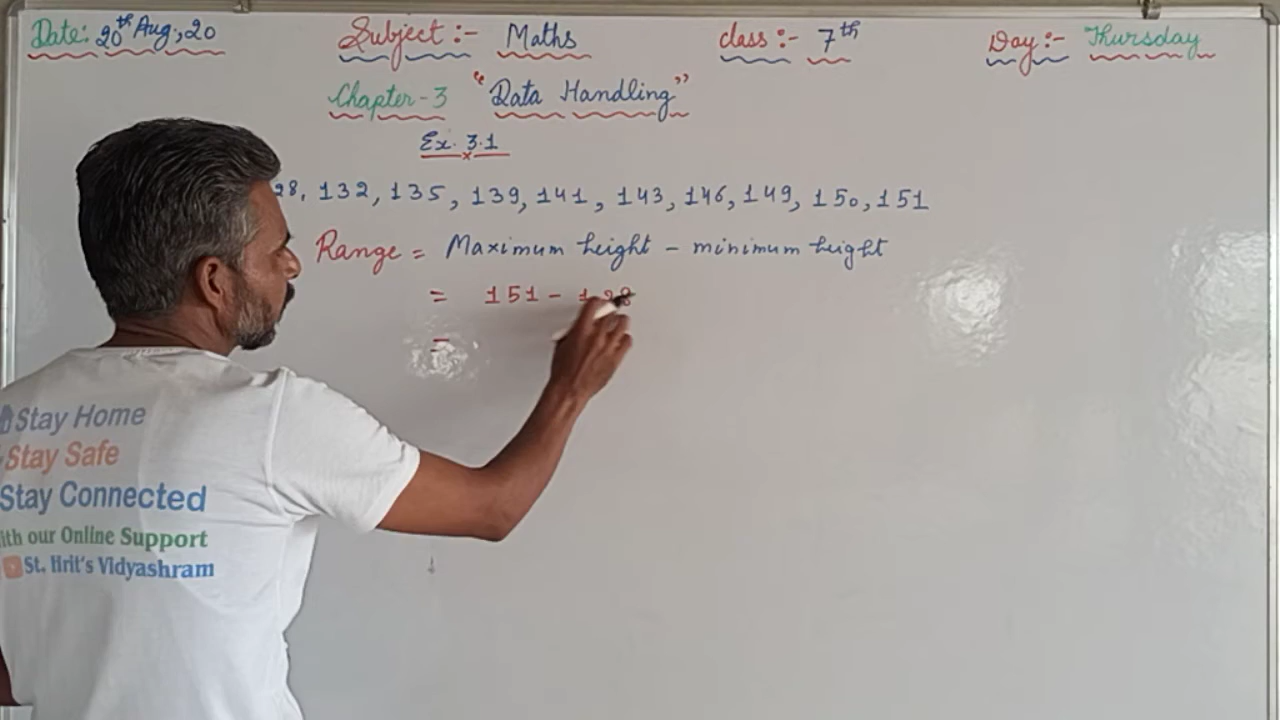 Date: 20th Aug, 20 Subject :- Maths class :- 7th Day :- Thursday
Chapter-3 "Data Handling"
Ex. 3.1
28, 132, 135, 139, 141, 143, 146, 149, 150, 151
Range = Maximum height - minimum height
= 151 - 128
=
Stay Home
Stay Safe
Stay Connected
ith our Online Support
St. Hrit's Vidyashram